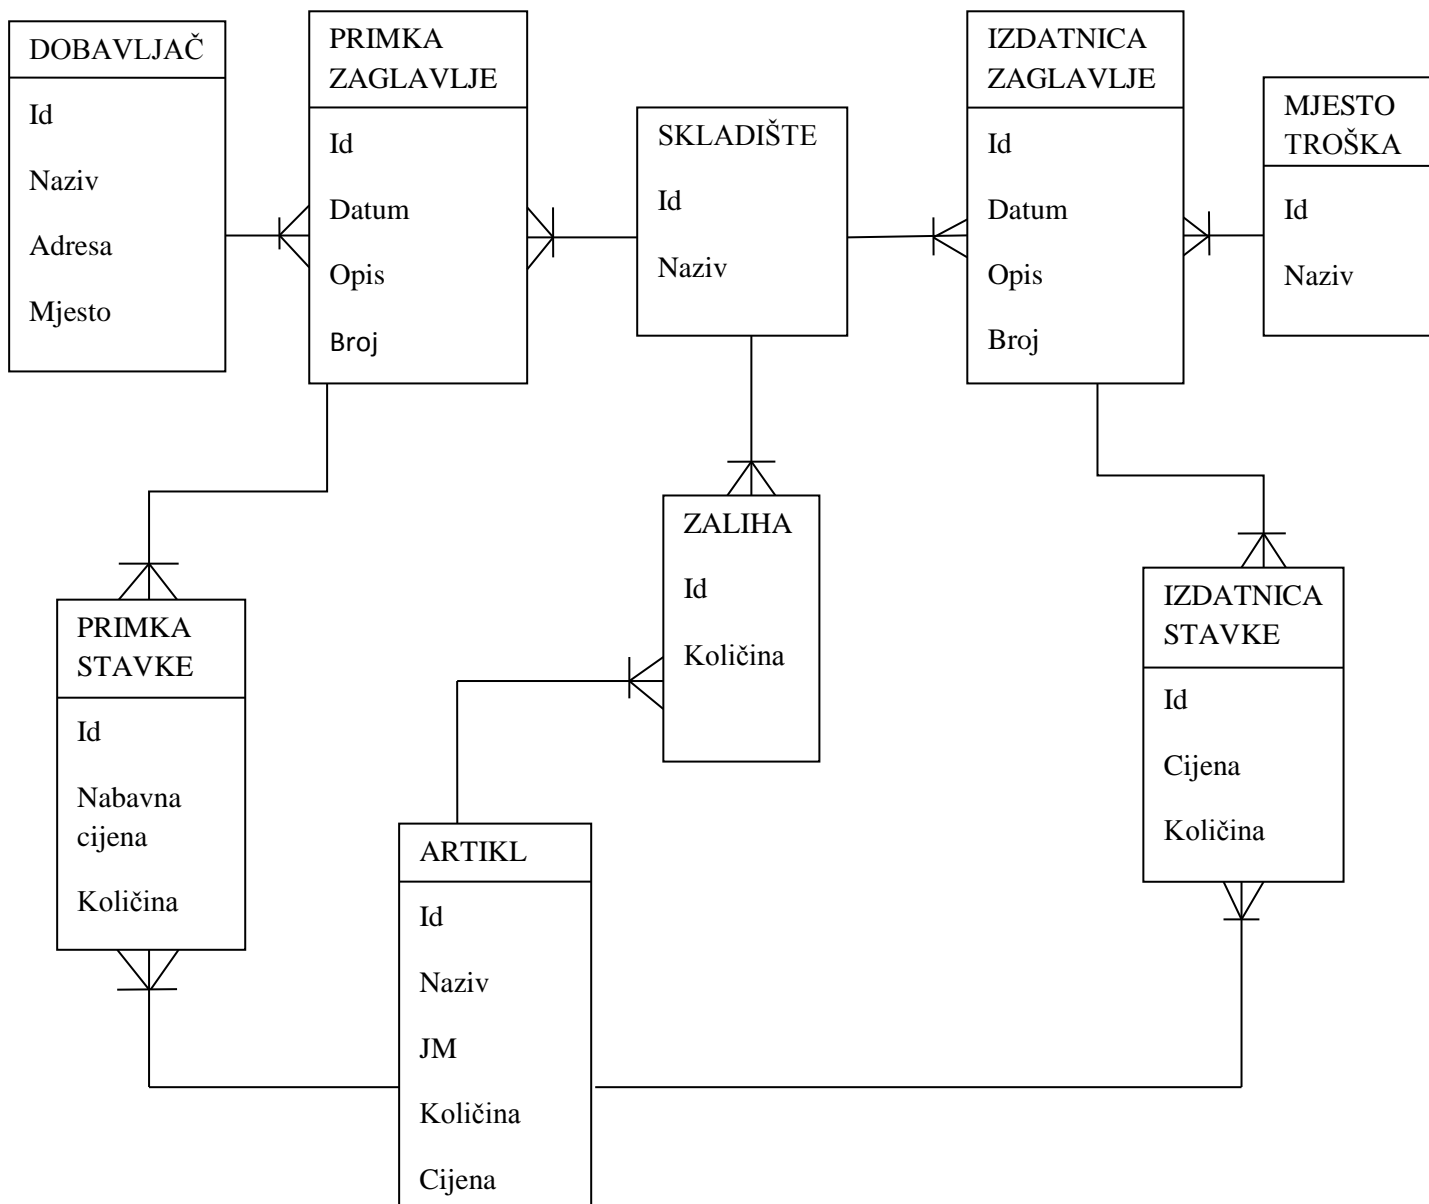 DOBAVLJAČ
Id
Naziv
Adresa
Mjesto
PRIMKA
ZAGLAVLJE
Id
Datum
Opis
Broj
SKLADIŠTE
Id
Naziv
IZDATNICA
ZAGLAVLJE
Id
Datum
Opis
Broj
MJESTO
TROŠKA
Id
Naziv
PRIMKA
STAVKE
Id
Nabavna
cijena
Količina
ZALIHA
Id
Količina
IZDATNICA
STAVKE
Id
Cijena
Količina
ARTIKL
Id
Naziv
JM
Količina
Cijena